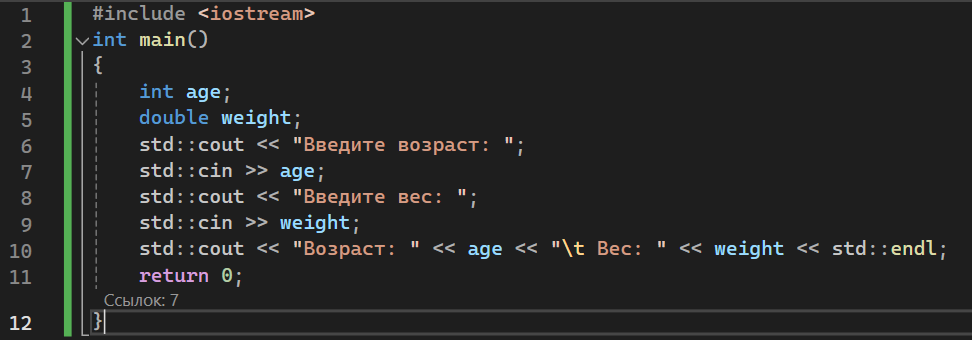 1 #include <iostream>
2 int main()
3 {
4 int age;
5 double weight;
6 std::cout << "Введите возраст: ";
7 std::cin >> age;
8 std::cout << "Введите вес: ";
9 std::cin >> weight;
10 std::cout << "Возраст: " << age << "\t Вес: " << weight << std::endl;
11 return 0;
Ссылок: 7
12 }